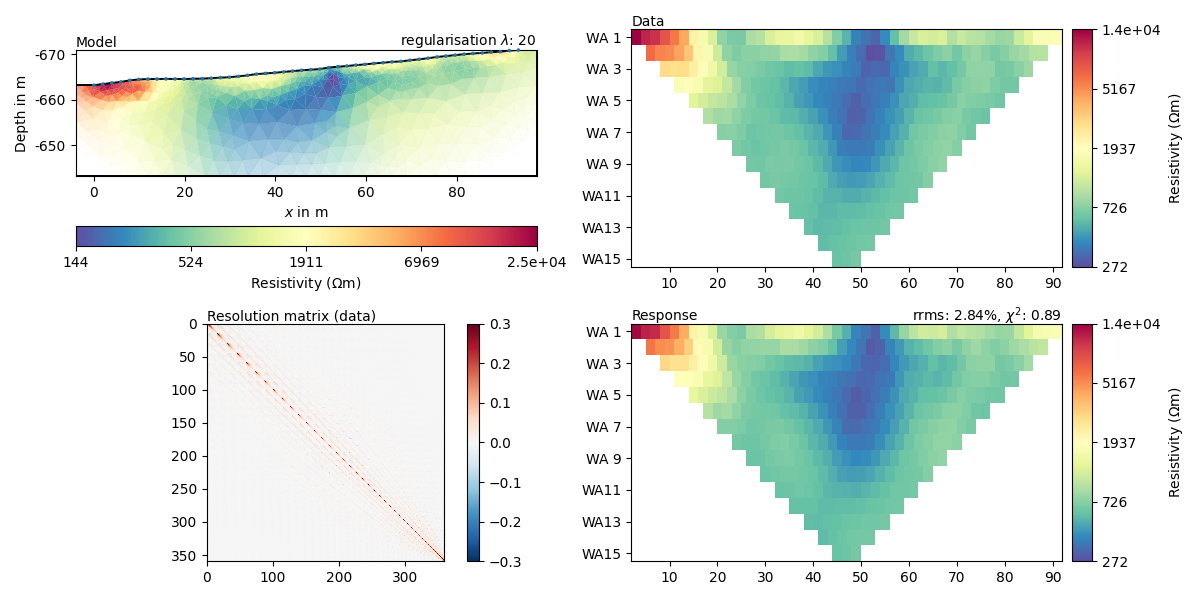 Model
regularisation λ: 20
-670
-660
-650
Depth in m
0
20
40
60
80
x in m
144
524
1911
6969
2.5e+04
Resistivity (Ωm)
Data
WA 1
WA 3
WA 5
WA 7
WA 9
WA11
WA13
WA15
10
20
30
40
50
60
70
80
90
1.4e+04
5167
1937
726
272
Resistivity (Ωm)
Resolution matrix (data)
0
50
100
150
200
250
300
350
0
100
200
300
0.3
0.2
0.1
0.0
−0.1
−0.2
−0.3
Response
rrms: 2.84%, χ²: 0.89
WA 1
WA 3
WA 5
WA 7
WA 9
WA11
WA13
WA15
10
20
30
40
50
60
70
80
90
1.4e+04
5167
1937
726
272
Resistivity (Ωm)